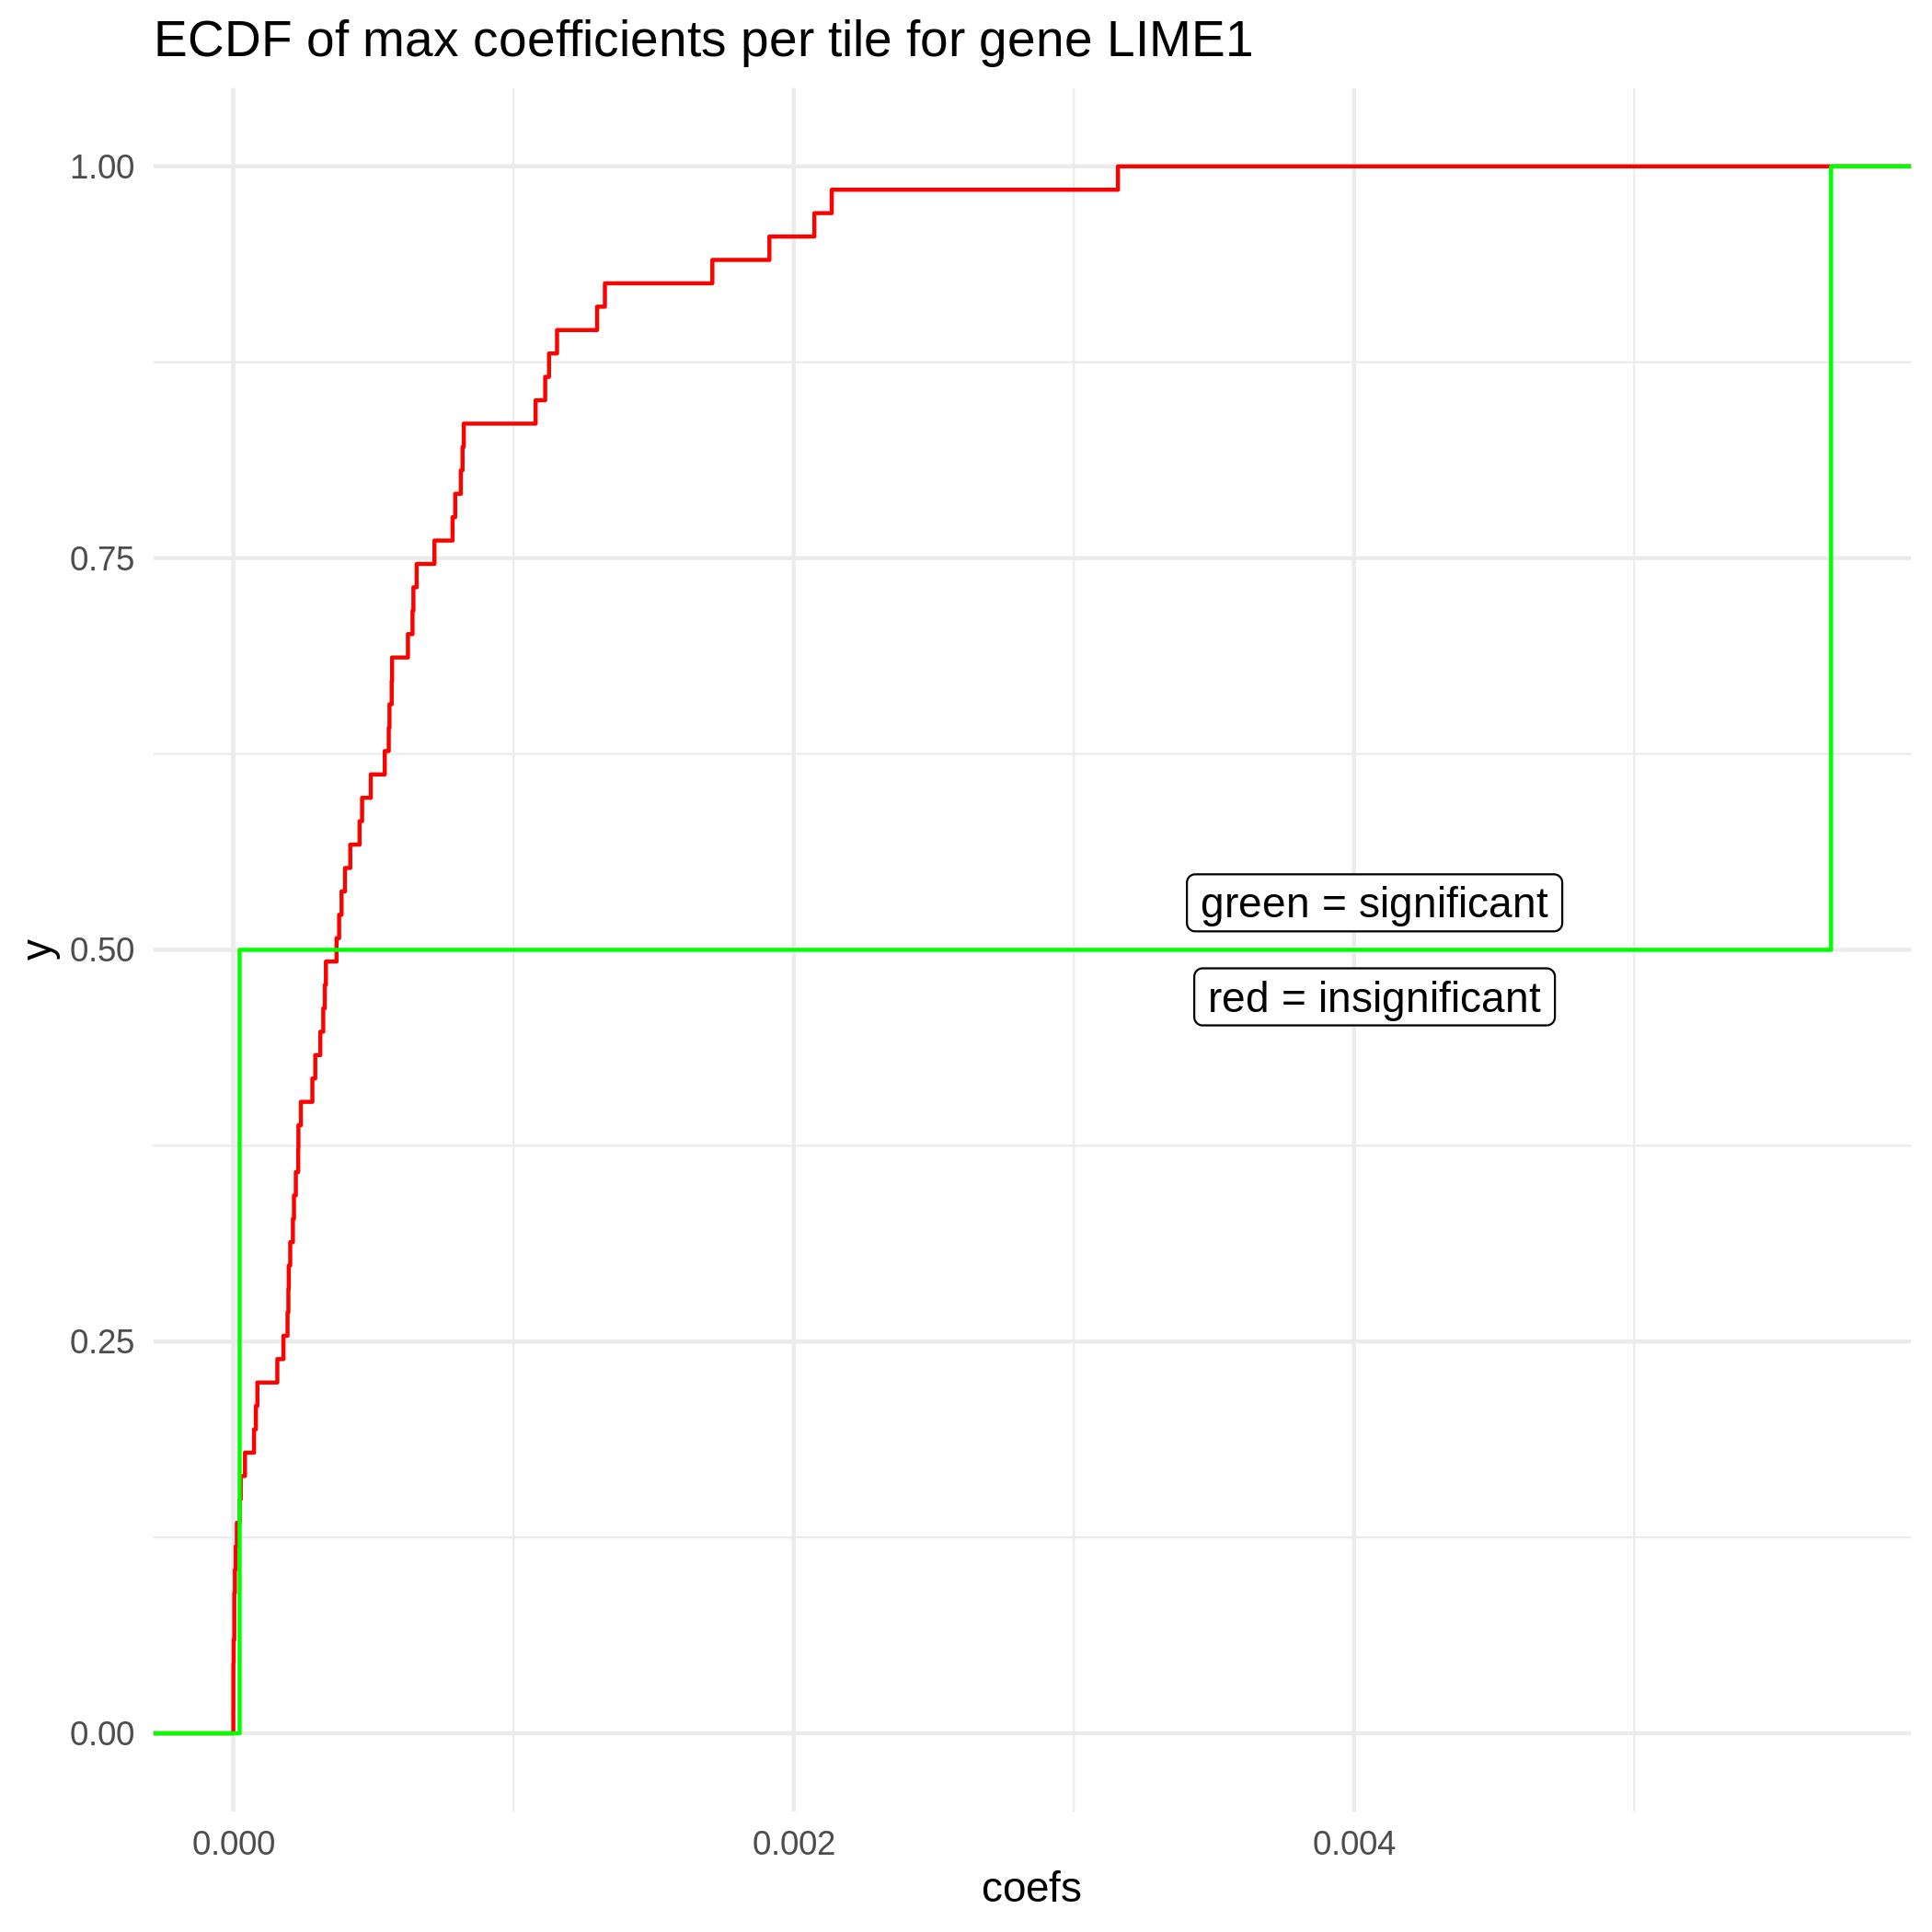 ECDF of max coefficients per tile for gene LIME1
1.00
0.75
0.50
0.25
0.00
y
green = significant
red = insignificant
0.000
0.002
0.004
coefs